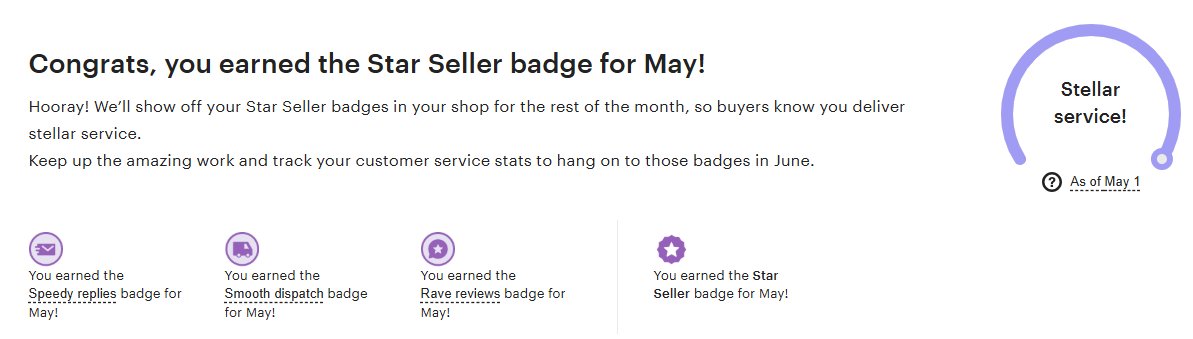 Congrats, you earned the Star Seller badge for May!
Hooray! We’ll show off your Star Seller badges in your shop for the rest of the month, so buyers know you deliver
stellar service.
Keep up the amazing work and track your customer service stats to hang on to those badges in June.
Stellar
service!
? As of May 1
You earned the
Speedy replies badge for
May!
You earned the
Smooth dispatch badge
for May!
You earned the
Rave reviews badge for
May!
You earned the Star
Seller badge for May!